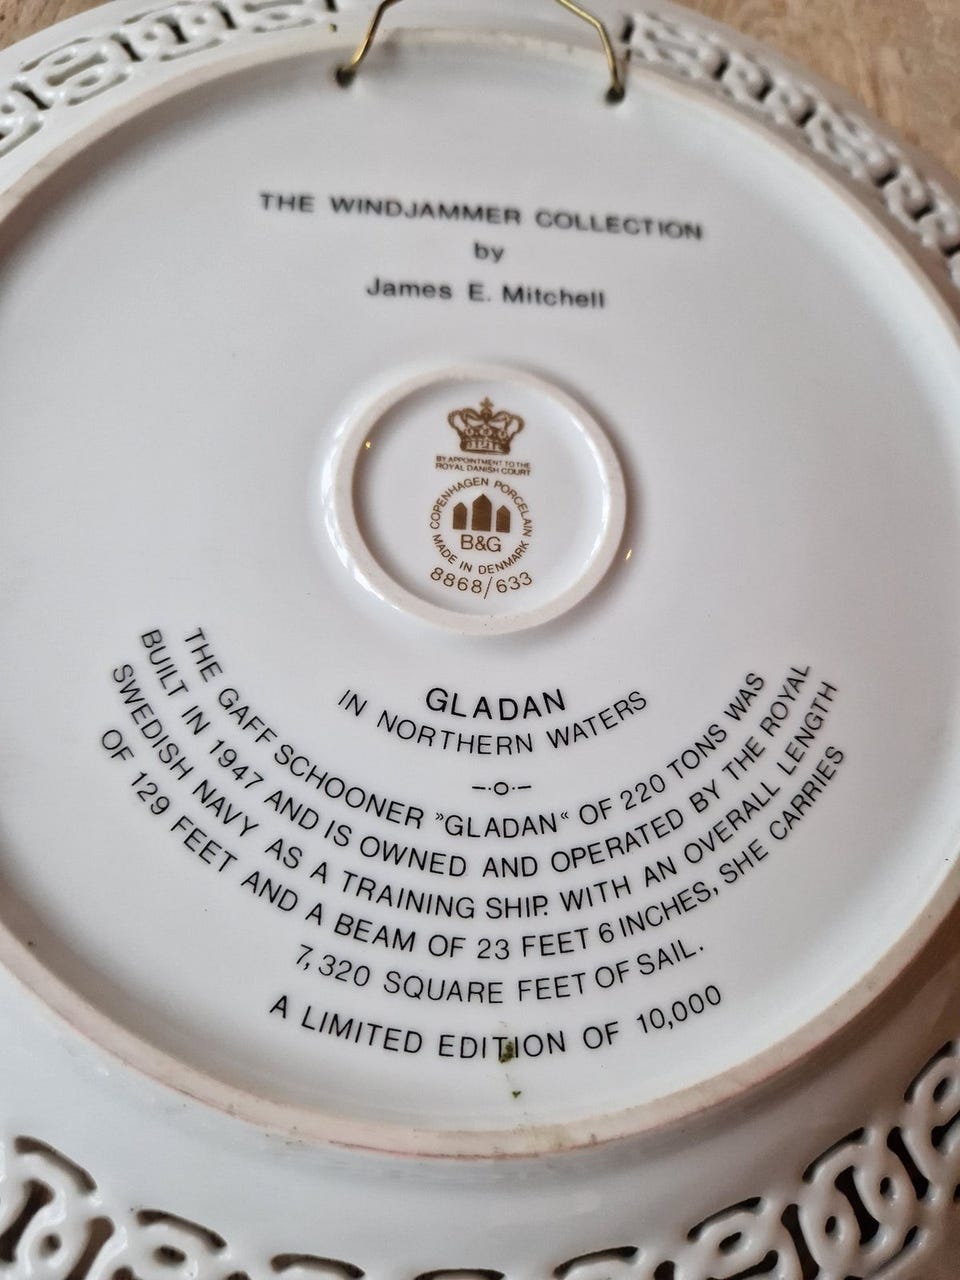 THE WINDJAMMER COLLECTION
by
James E. Mitchell
BY APPOINTMENT TO THE
ROYAL DANISH COURT
COPENHAGEN PORCELAIN
B&G
MADE IN DENMARK
8868/633
GLADAN
IN NORTHERN WATERS
THE GAFF SCHOONER »GLADAN« OF 220 TONS WAS
BUILT IN 1947 AND IS OWNED AND OPERATED BY THE ROYAL
SWEDISH NAVY AS A TRAINING SHIP. WITH AN OVERALL LENGTH
OF 129 FEET AND A BEAM OF 23 FEET 6 INCHES, SHE CARRIES
7,320 SQUARE FEET OF SAIL.
A LIMITED EDITION OF 10,000